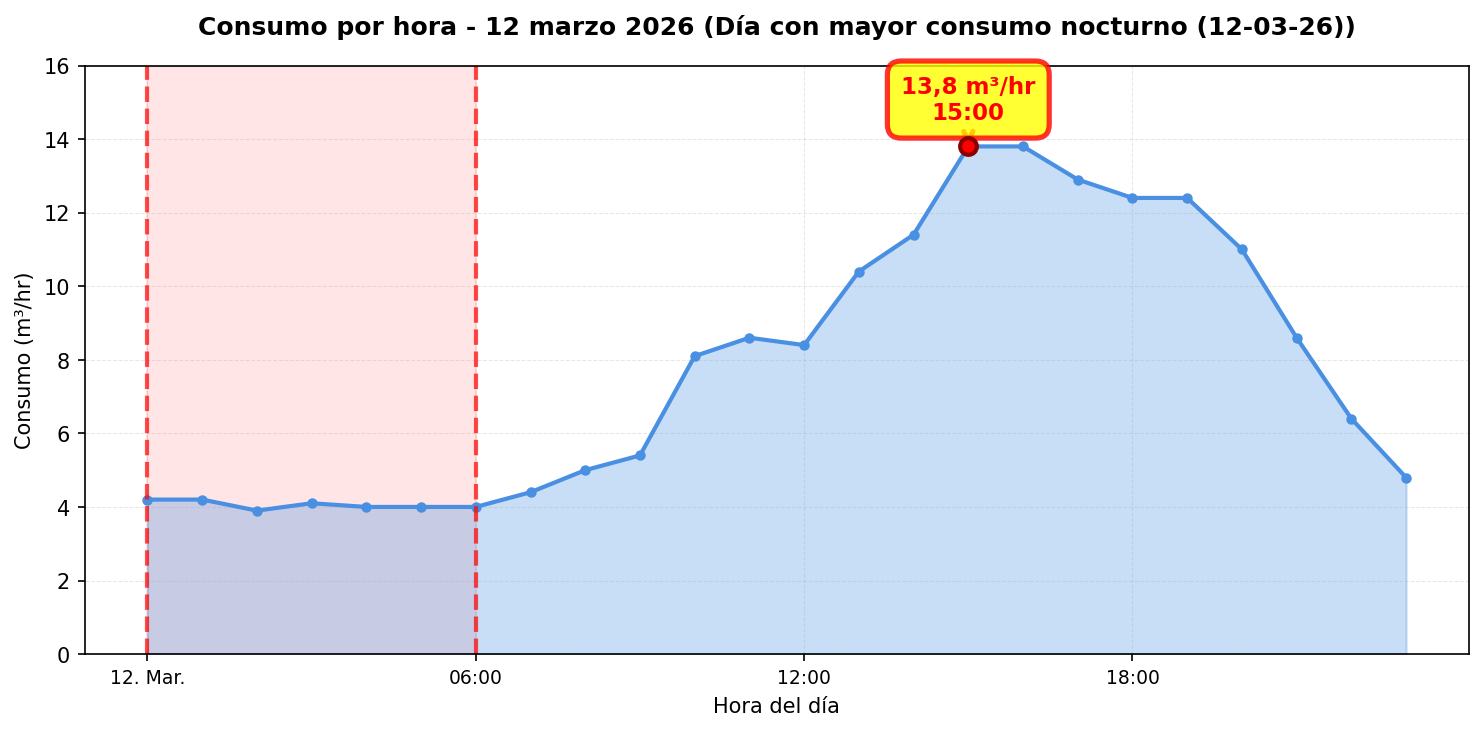 Consumo por hora - 12 marzo 2026 (Día con mayor consumo nocturno (12-03-26))
13,8 m³/hr
15:00
Consumo (m³/hr)
16
14
12
10
8
6
4
2
0
12. Mar.
06:00
12:00
18:00
Hora del día